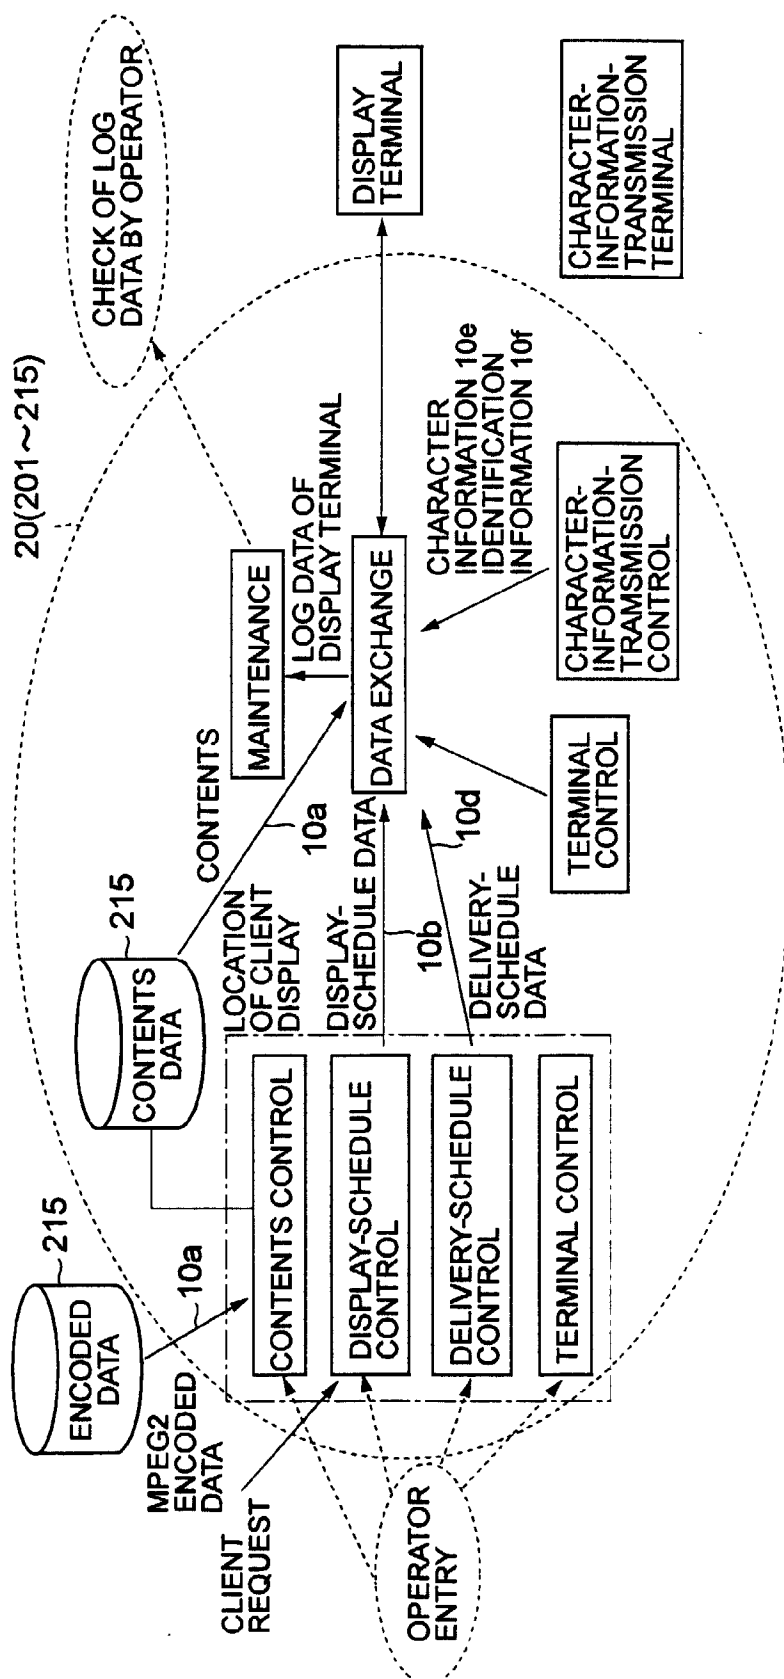 20(201～215)
CHECK OF LOG
DATA BY OPERATOR
ENCODED
DATA
215
10a
MPEG2
ENCODED
DATA
CLIENT
REQUEST
OPERATOR
ENTRY
CONTENTS
DATA
215
CONTENTS CONTROL
DISPLAY-SCHEDULE
CONTROL
DELIVERY-SCHEDULE
CONTROL
TERMINAL CONTROL
LOCATION
OF CLIENT
DISPLAY
DISPLAY-
SCHEDULE DATA
10b
DELIVERY-
SCHEDULE
DATA
10d
CONTENTS
10a
MAINTENANCE
LOG DATA OF
DISPLAY TERMINAL
DATA EXCHANGE
TERMINAL
CONTROL
CHARACTER
INFORMATION 10e
IDENTIFICATION
INFORMATION 10f
CHARACTER-
INFORMATION-
TRAMSMISSION
CONTROL
DISPLAY
TERMINAL
CHARACTER-
INFORMATION-
TRANSMISSION
TERMINAL